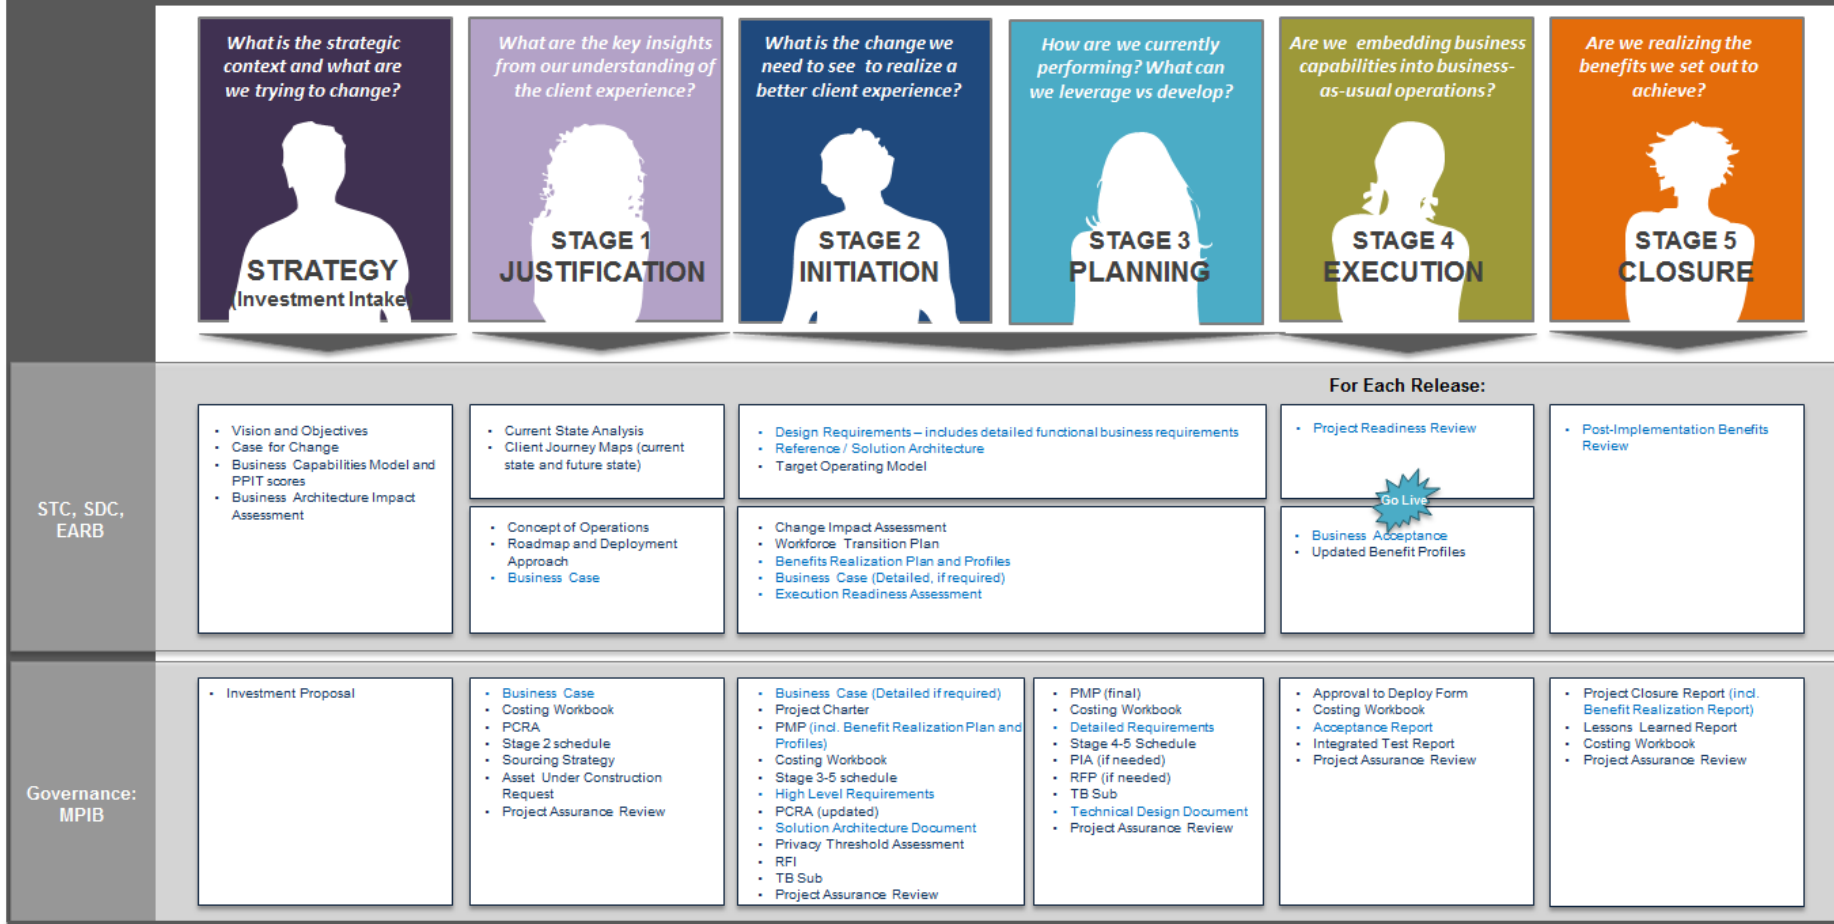 What is the strategic
context and what are
we trying to change?
STRATEGY
(Investment Intake)
What are the key insights
from our understanding of
the client experience?
STAGE 1
JUSTIFICATION
What is the change we
need to see to realize a
better client experience?
STAGE 2
INITIATION
How are we currently
performing? What can
we leverage vs develop?
STAGE 3
PLANNING
Are we embedding business
capabilities into business-
as-usual operations?
STAGE 4
EXECUTION
Are we realizing the
benefits we set out to
achieve?
STAGE 5
CLOSURE
STC, SDC,
EARB
• Vision and Objectives
• Case for Change
• Business Capabilities Model and
PPIT scores
• Business Architecture Impact
Assessment
• Current State Analysis
• Client Journey Maps (current
state and future state)
• Concept of Operations
• Roadmap and Deployment
Approach
• Business Case
• Design Requirements – includes detailed functional business requirements
• Reference / Solution Architecture
• Target Operating Model
• Change Impact Assessment
• Workforce Transition Plan
• Benefits Realization Plan and Profiles
• Business Case (Detailed, if required)
• Execution Readiness Assessment
For Each Release:
• Project Readiness Review
Go Live
• Business Acceptance
• Updated Benefit Profiles
• Post-Implementation Benefits
Review
Governance:
MPIB
• Investment Proposal
• Business Case
• Costing Workbook
• PCRA
• Stage 2 schedule
• Sourcing Strategy
• Asset Under Construction
Request
• Project Assurance Review
• Business Case (Detailed if required)
• Project Charter
• PMP (incl. Benefit Realization Plan and
Profiles)
• Costing Workbook
• Stage 3-5 schedule
• High Level Requirements
• PCRA (updated)
• Solution Architecture Document
• Privacy Threshold Assessment
• RFI
• TB Sub
• Project Assurance Review
• PMP (final)
• Costing Workbook
• Detailed Requirements
• Stage 4-5 Schedule
• PIA (if needed)
• RFP (if needed)
• TB Sub
• Technical Design Document
• Project Assurance Review
• Approval to Deploy Form
• Costing Workbook
• Acceptance Report
• Integrated Test Report
• Project Assurance Review
• Project Closure Report (incl.
Benefit Realization Report)
• Lessons Learned Report
• Costing Workbook
• Project Assurance Review